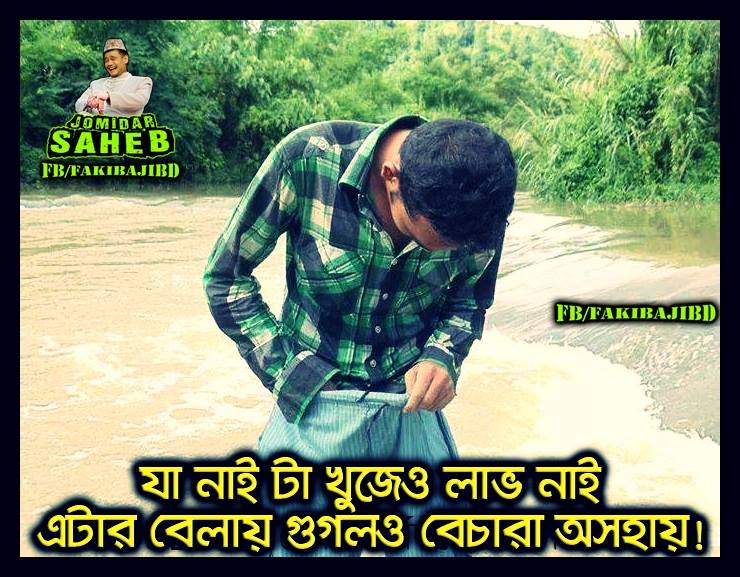 JOMIDAR
SAHEB
FB/FAKIBAJIBD
FB/FAKIBAJIBD
যা নাই টা খুজেও লাভ নাই
এটার বেলায় গুগলও বেচারা অসহায়!